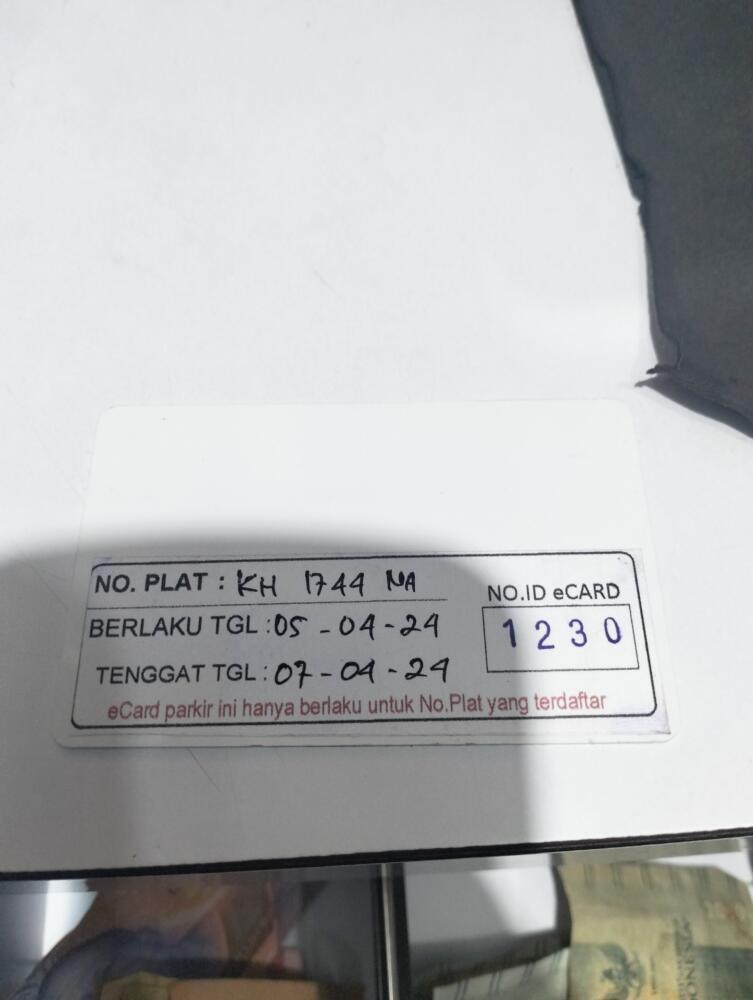 NO. PLAT : KH 1744 NA
BERLAKU TGL : 05 - 04 - 24
TENGGAT TGL : 07 - 04 - 24
NO.ID eCARD
1230
eCard parkir ini hanya berlaku untuk No.Plat yang terdaftar